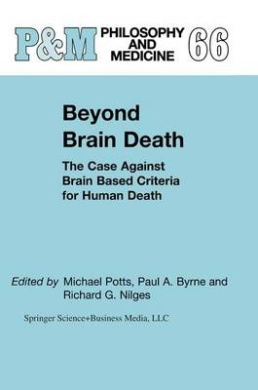 P&M PHILOSOPHY AND MEDICINE 66
Beyond
Brain Death
The Case Against
Brain Based Criteria
for Human Death
Edited by Michael Potts, Paul A. Byrne and
Richard G. Nilges
Springer Science+Business Media, LLC